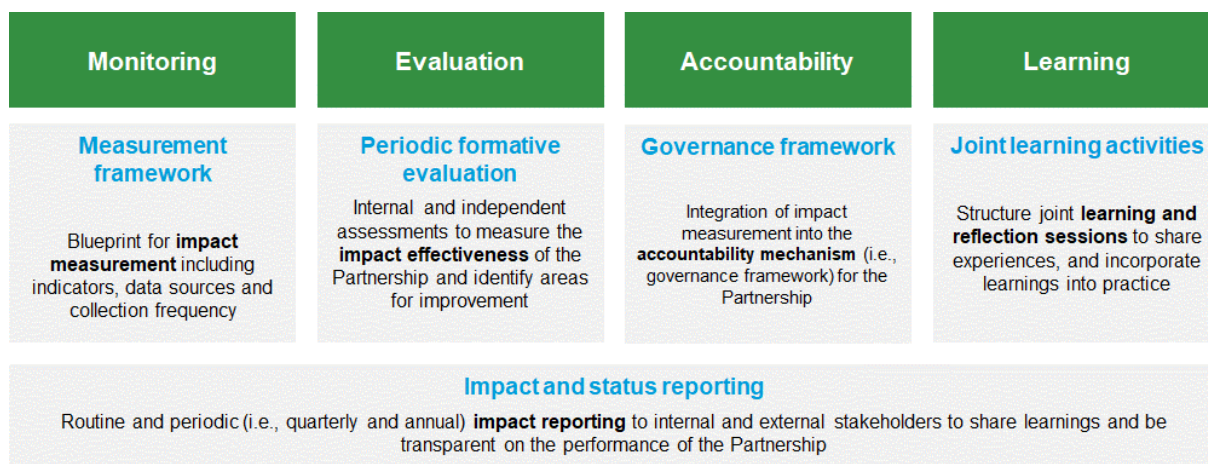 Monitoring
Evaluation
Accountability
Learning
Measurement
framework
Blueprint for impact
measurement including
indicators, data sources and
collection frequency
Periodic formative
evaluation
Internal and independent
assessments to measure the
impact effectiveness of the
Partnership and identify areas
for improvement
Governance framework
Integration of impact
measurement into the
accountability mechanism (i.e.,
governance framework) for the
Partnership
Joint learning activities
Structure joint learning and
reflection sessions to share
experiences, and incorporate
learnings into practice
Impact and status reporting
Routine and periodic (i.e., quarterly and annual) impact reporting to internal and external stakeholders to share learnings and be
transparent on the performance of the Partnership